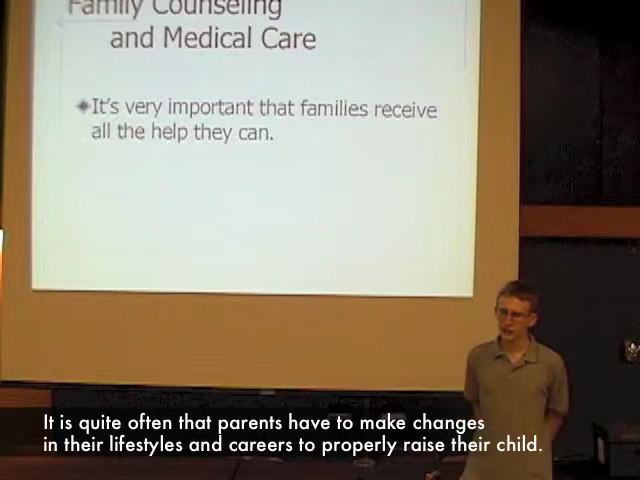 Family Counseling
and Medical Care
It's very important that families receive
all the help they can.
It is quite often that parents have to make changes
in their lifestyles and careers to properly raise their child.